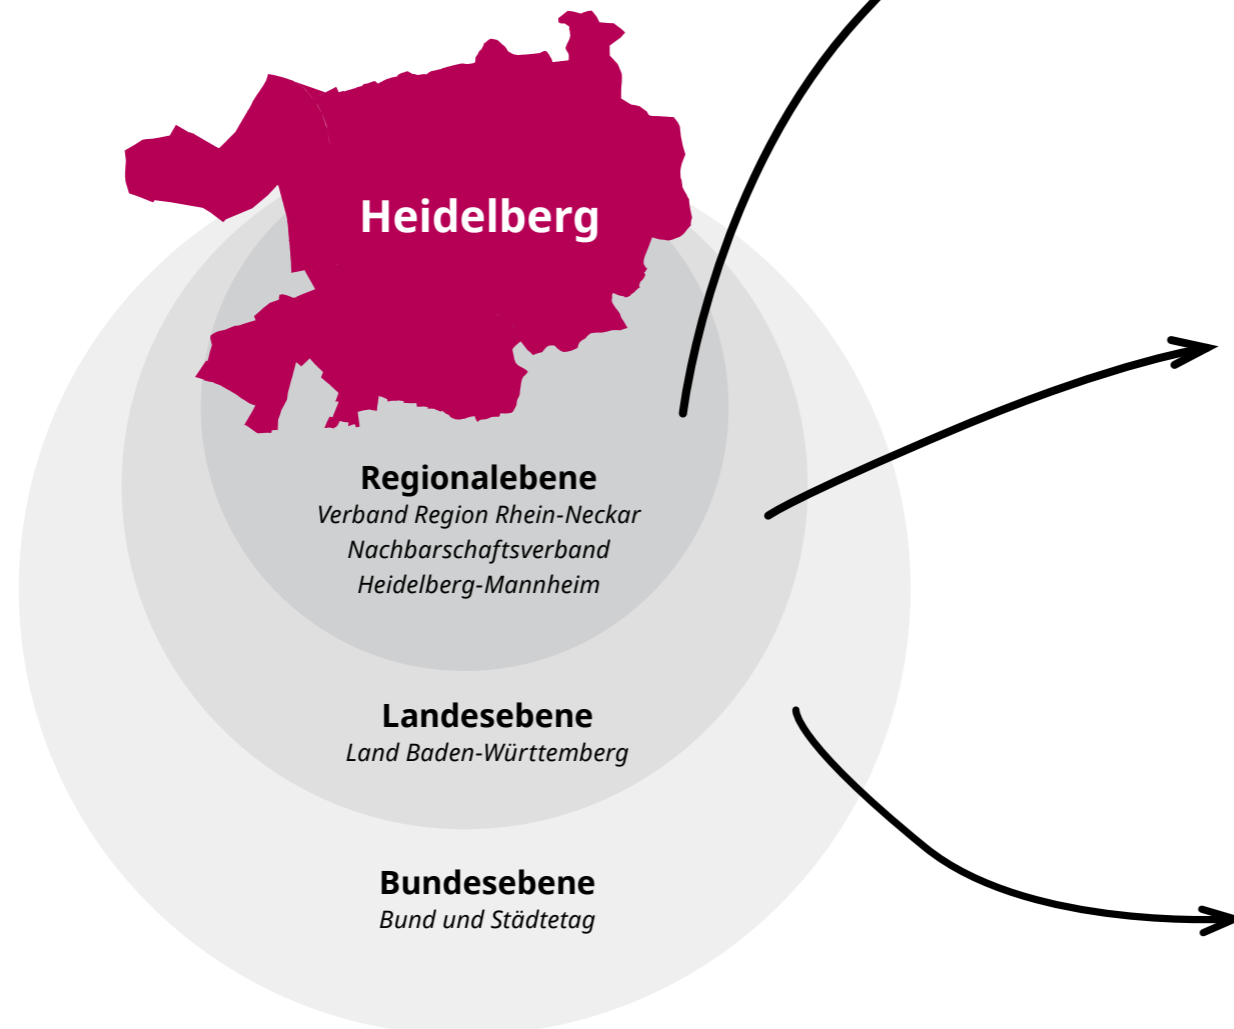 Heidelberg
Regionalebene
Verband Region Rhein-Neckar
Nachbarschaftsverband
Heidelberg-Mannheim
Landesebene
Land Baden-Württemberg
Bundesebene
Bund und Städtetag